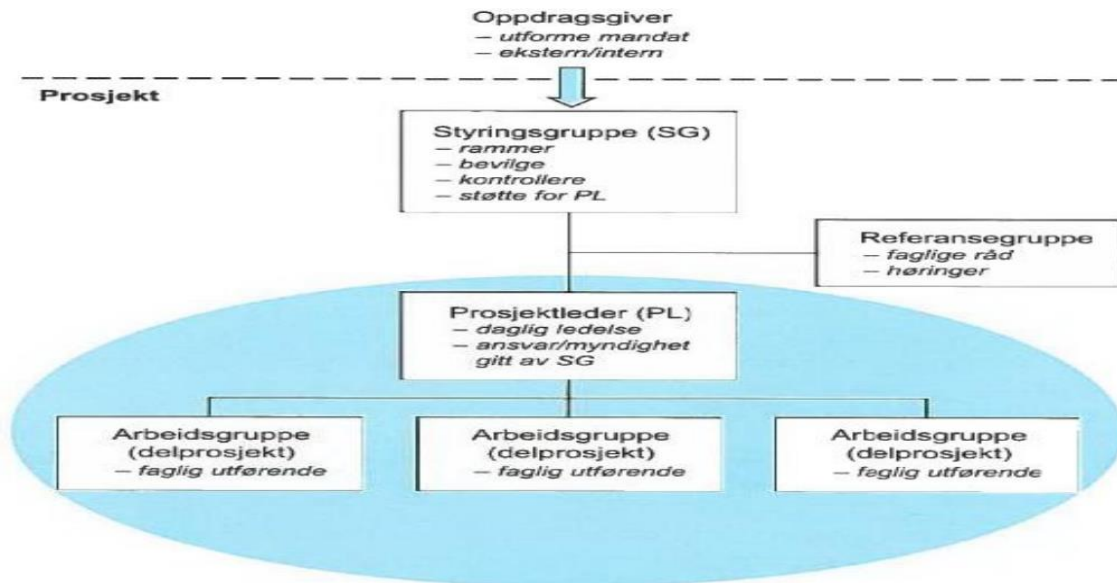 Oppdragsgiver
– utforme mandat
– ekstern/intern
Prosjekt
Styringsgruppe (SG)
– rammer
– bevilge
– kontrollere
– støtte for PL
Referansegruppe
– faglige råd
– høringer
Prosjektleder (PL)
– daglig ledelse
– ansvar/myndighet
gitt av SG
Arbeidsgruppe
(delprosjekt)
– faglig utførende
Arbeidsgruppe
(delprosjekt)
– faglig utførende
Arbeidsgruppe
(delprosjekt)
– faglig utførende